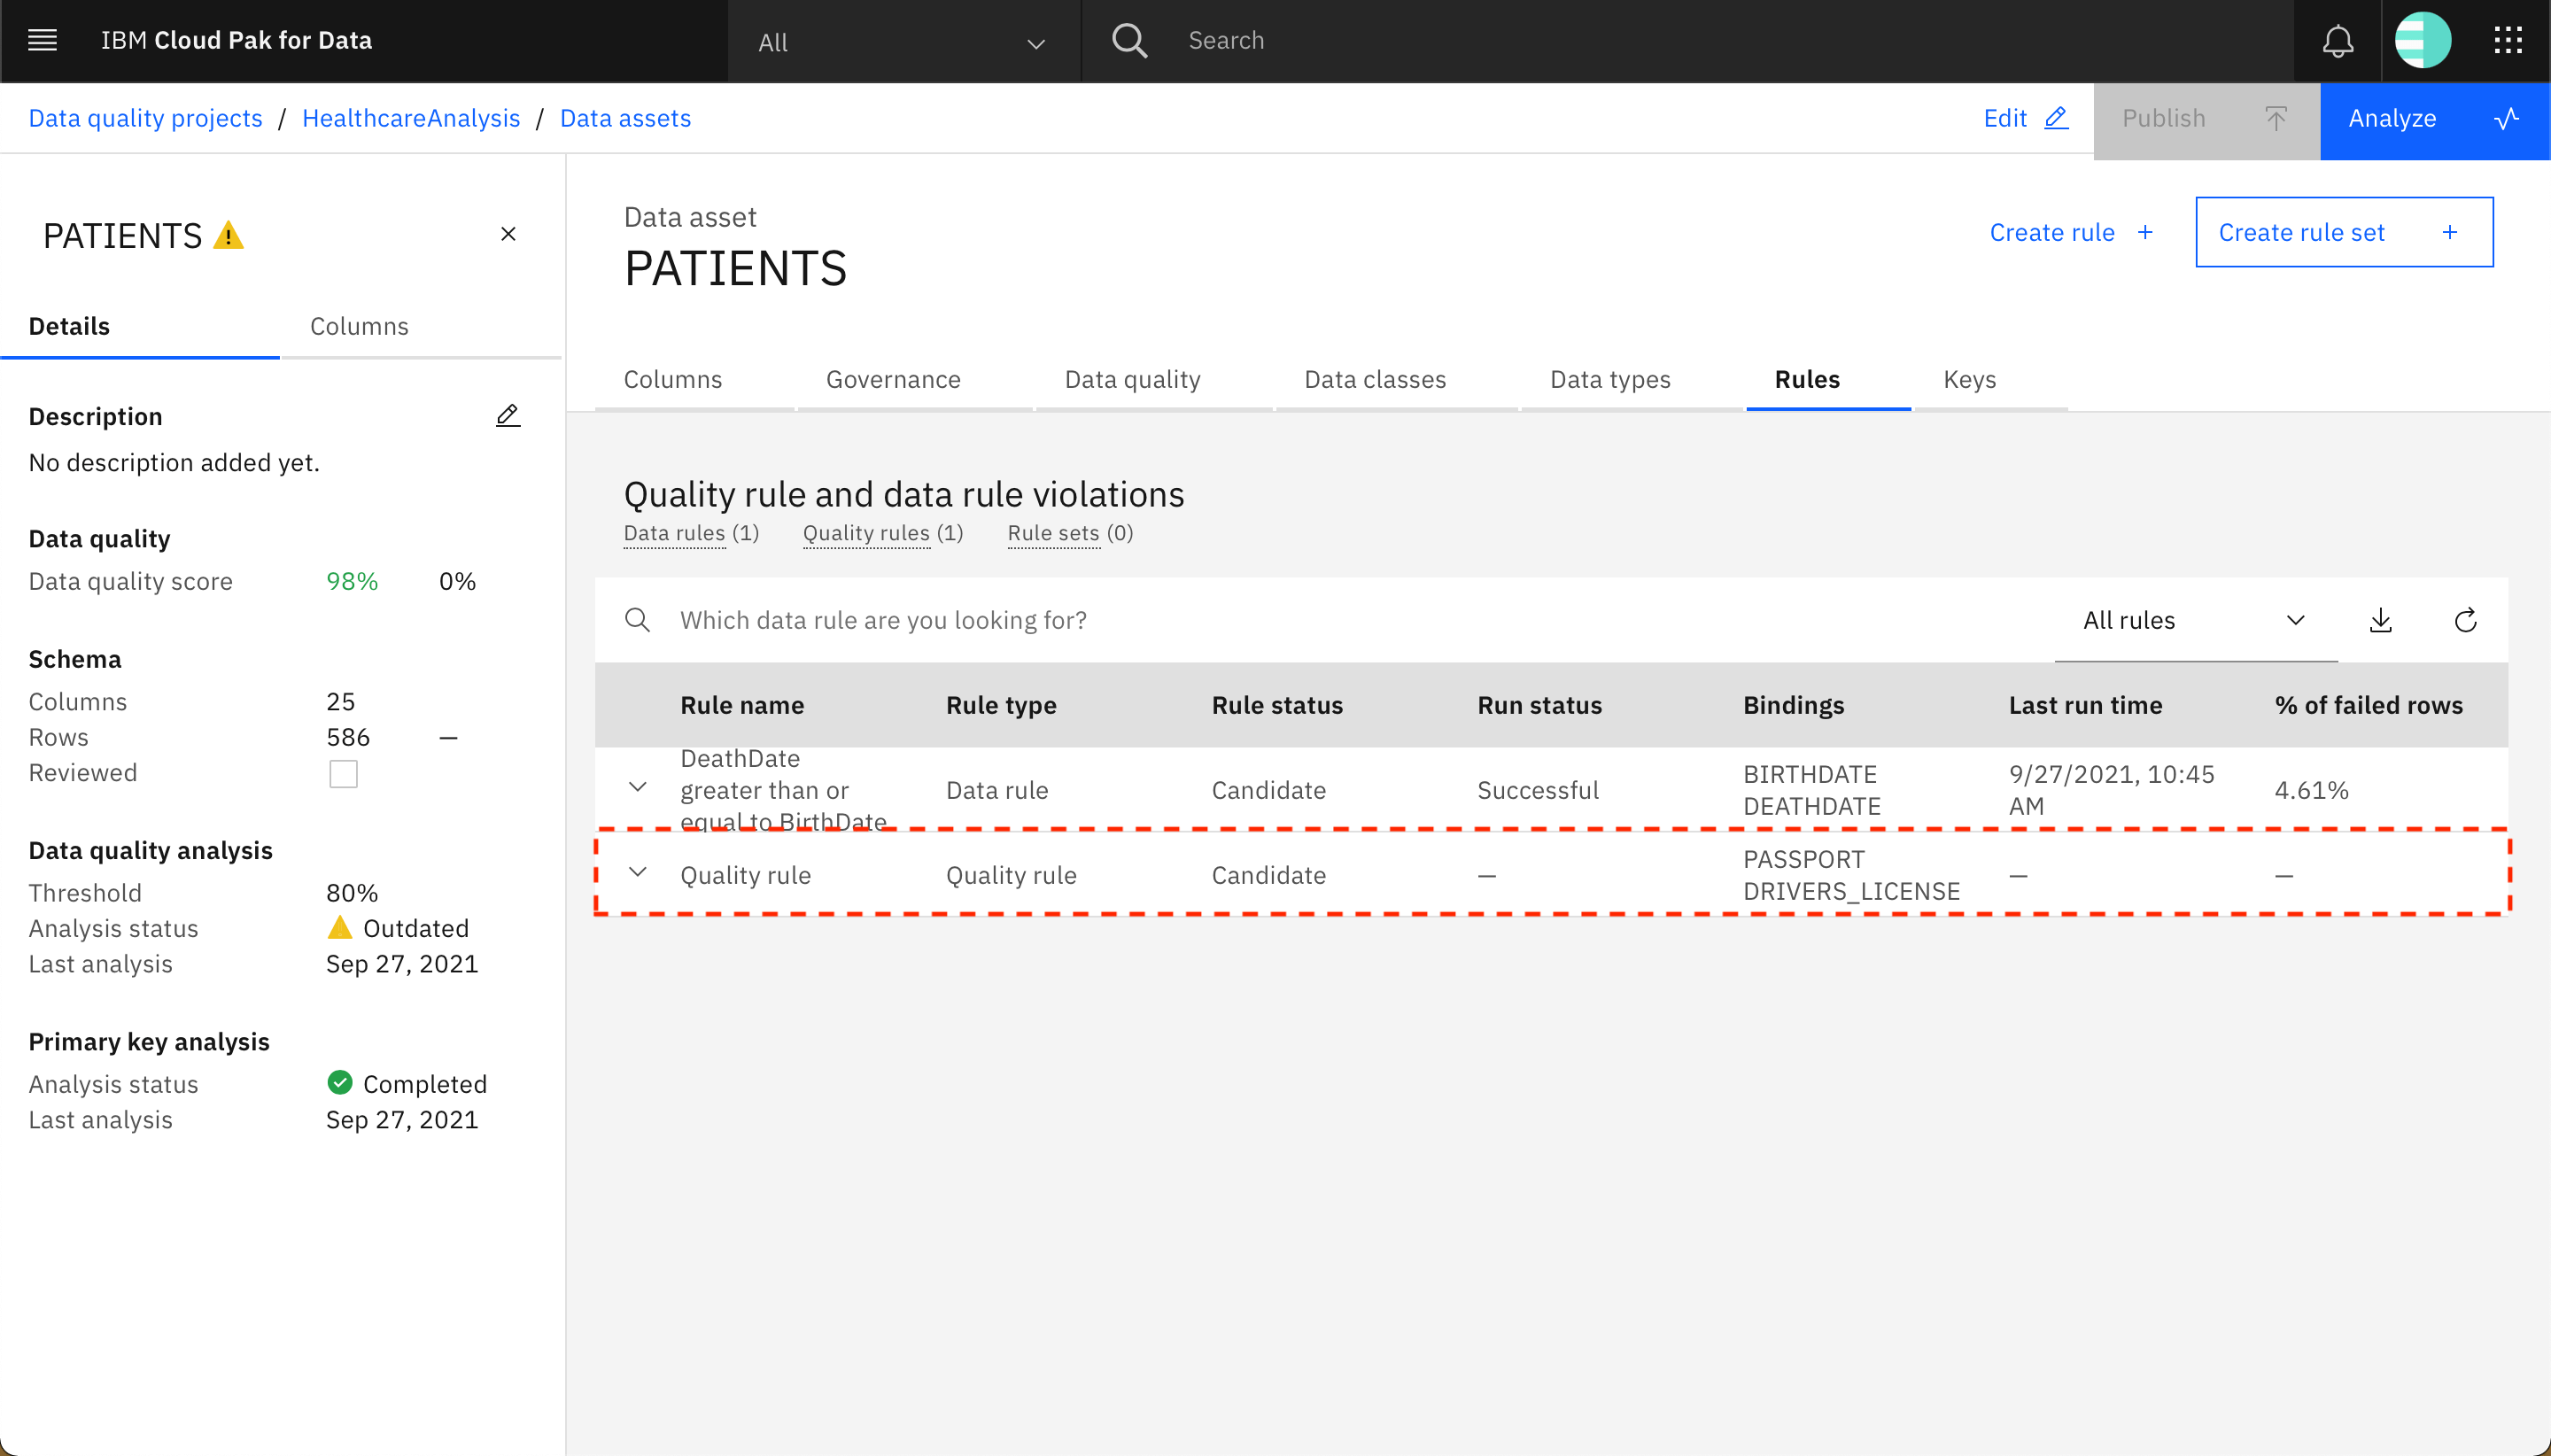 IBM Cloud Pak for Data
All
Search
Data quality projects / HealthcareAnalysis / Data assets
Edit
Publish
Analyze
PATIENTS
Details
Columns
Description
No description added yet.
Data quality
Data quality score 98% 0%
Schema
Columns 25
Rows 586 —
Reviewed
Data quality analysis
Threshold 80%
Analysis status Outdated
Last analysis Sep 27, 2021
Primary key analysis
Analysis status Completed
Last analysis Sep 27, 2021
Data asset
PATIENTS
Create rule +
Create rule set +
Columns Governance Data quality Data classes Data types Rules Keys
Quality rule and data rule violations
Data rules (1) Quality rules (1) Rule sets (0)
Which data rule are you looking for?
All rules
Rule name Rule type Rule status Run status Bindings Last run time % of failed rows
DeathDate
greater than or
equal to BirthDate
Data rule
Candidate
Successful
BIRTHDATE
DEATHDATE
9/27/2021, 10:45
AM
4.61%
Quality rule
Quality rule
Candidate
—
PASSPORT
DRIVERS_LICENSE
—
—